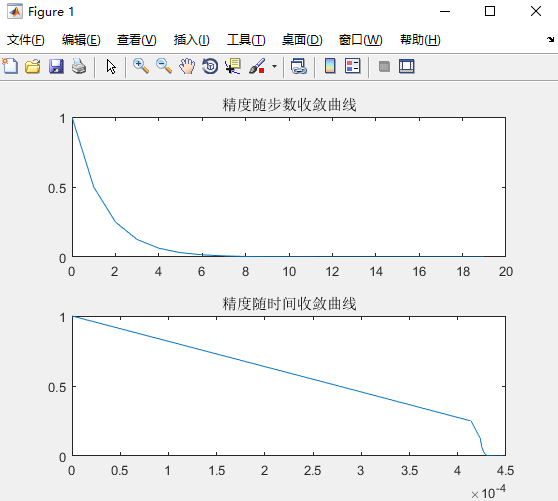 Figure 1
文件(F) 编辑(E) 查看(V) 插入(I) 工具(T) 桌面(D) 窗口(W) 帮助(H)
精度随步数收敛曲线
1
0.5
0
0 2 4 6 8 10 12 14 16 18 20
精度随时间收敛曲线
1
0.5
0
0 0.5 1 1.5 2 2.5 3 3.5 4 4.5
×10⁻⁴